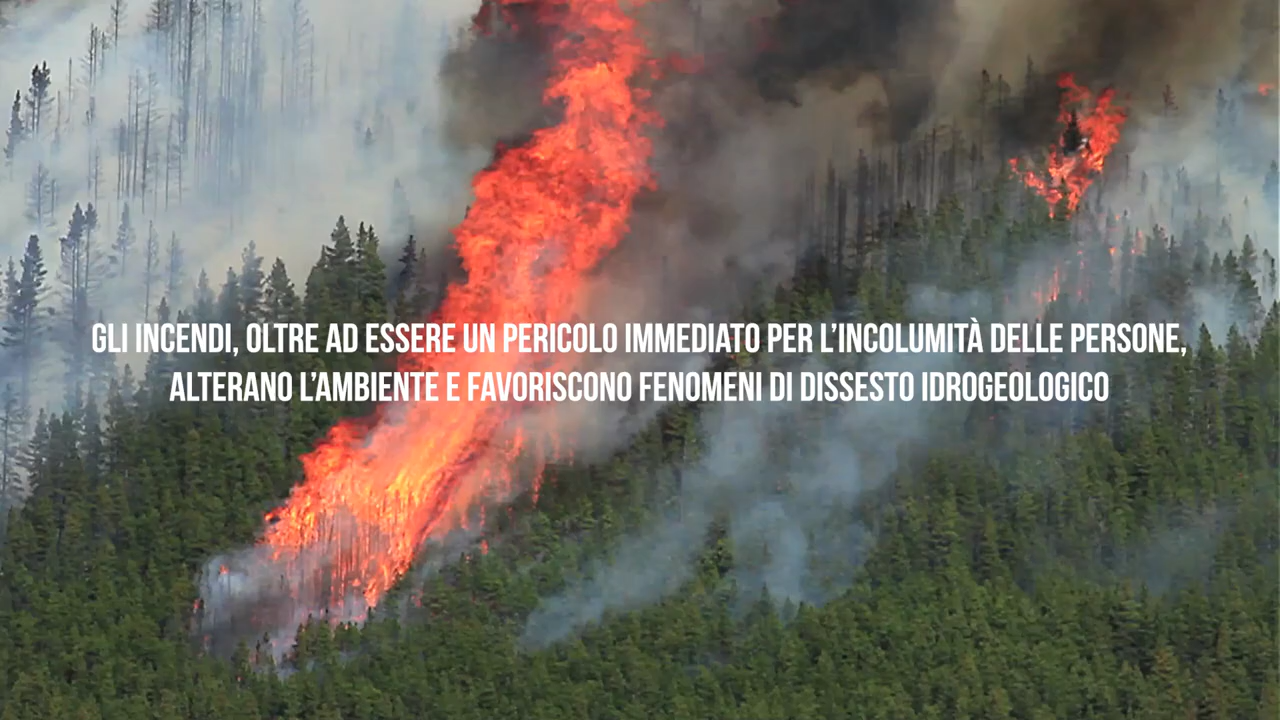 GLI INCENDI, OLTRE AD ESSERE UN PERICOLO IMMEDIATO PER L’INCOLUMITÀ DELLE PERSONE,
ALTERANO L’AMBIENTE E FAVORISCONO FENOMENI DI DISSESTO IDROGEOLOGICO